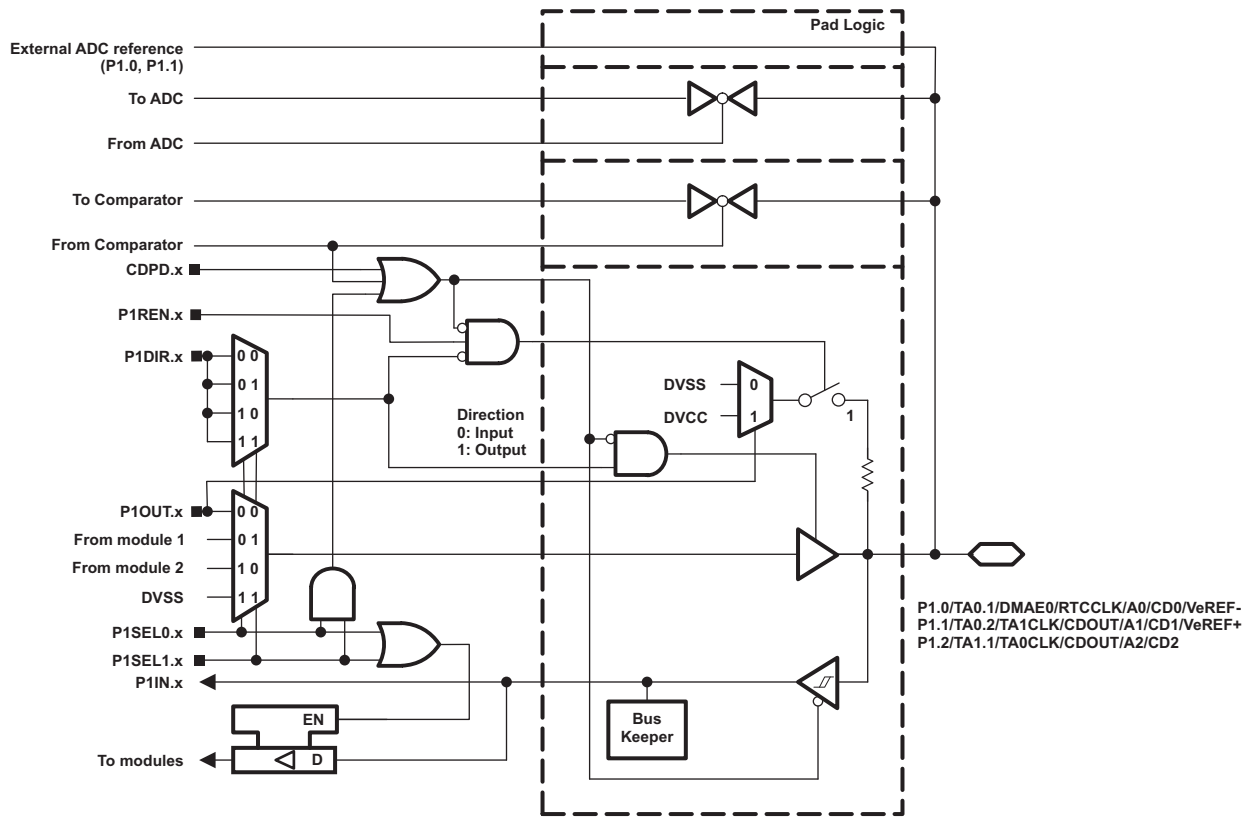 Pad Logic
External ADC reference
(P1.0, P1.1)
To ADC
From ADC
To Comparator
From Comparator
CDPD.x
P1REN.x
P1DIR.x
0 0
0 1
1 0
1 1
Direction
0: Input
1: Output
DVSS
DVCC
0
1
1
P1OUT.x
From module 1
From module 2
DVSS
0 0
0 1
1 0
1 1
P1SEL0.x
P1SEL1.x
P1IN.x
P1.0/TA0.1/DMAE0/RTCCLK/A0/CD0/VeREF-
P1.1/TA0.2/TA1CLK/CDOUT/A1/CD1/VeREF+
P1.2/TA1.1/TA0CLK/CDOUT/A2/CD2
Bus
Keeper
EN
D
To modules